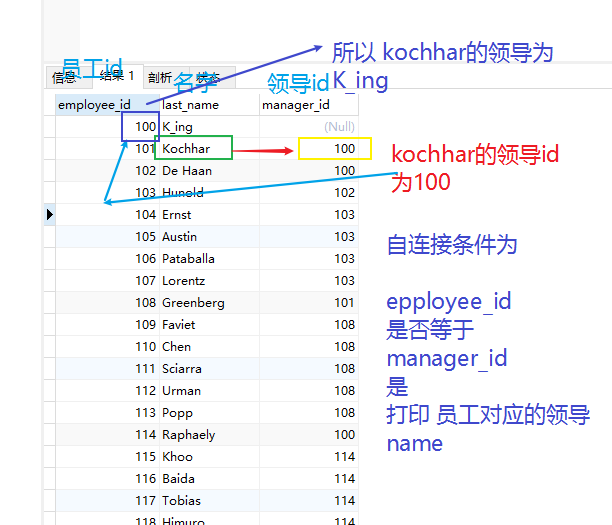 所以 kochhar的领导为
K_ing
员工id
名字
领导id
信息 结果 1 剖析 状态
employee_id last_name manager_id
100 K_ing (Null)
101 Kochhar 100
102 De Haan 100
103 Hunold 102
104 Ernst 103
105 Austin 103
106 Pataballa 103
107 Lorentz 103
108 Greenberg 101
109 Faviet 108
110 Chen 108
111 Sciarra 108
112 Urman 108
113 Popp 108
114 Raphaely 100
115 Khoo 114
116 Baida 114
117 Tobias 114
118 Himuro 114
kochhar的领导id
为100
自连接条件为
epployee_id
是否等于
manager_id
是
打印 员工对应的领导
name